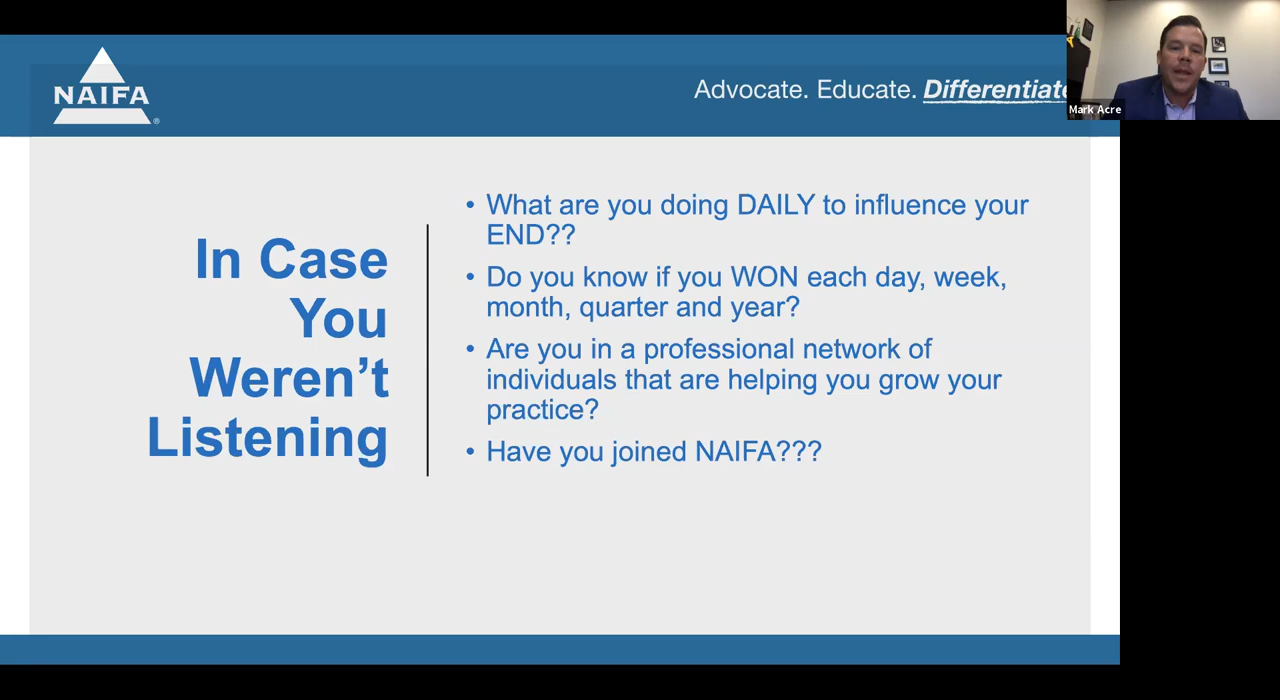 NAIFA
®
Advocate. Educate. Differentiate
Mark Acre
In Case
You
Weren’t
Listening
• What are you doing DAILY to influence your
END??
• Do you know if you WON each day, week,
month, quarter and year?
• Are you in a professional network of
individuals that are helping you grow your
practice?
• Have you joined NAIFA???